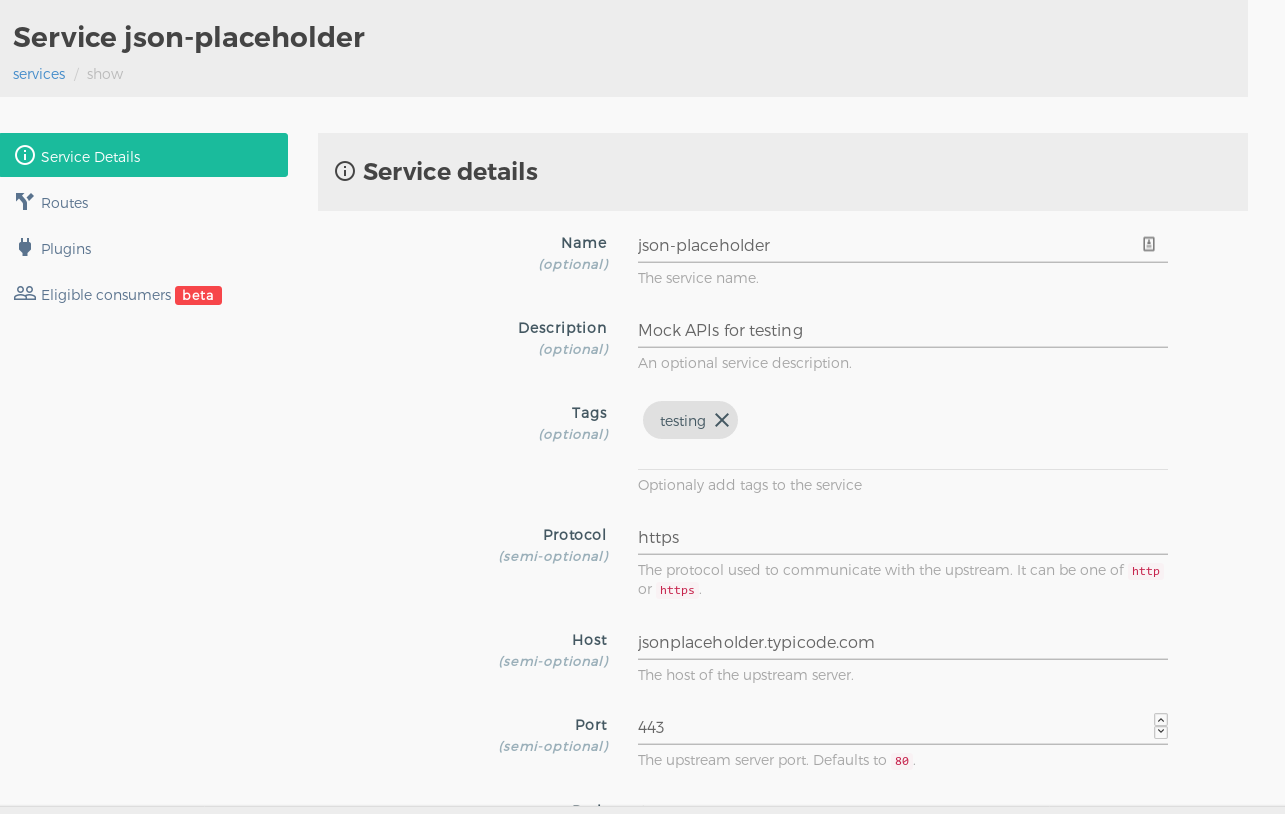 Service json-placeholder
services / show
Service Details
Routes
Plugins
Eligible consumers beta
Service details
Name
(optional)
json-placeholder
The service name.
Description
(optional)
Mock APIs for testing
An optional service description.
Tags
(optional)
testing
Optionaly add tags to the service
Protocol
(semi-optional)
https
The protocol used to communicate with the upstream. It can be one of http
or https.
Host
(semi-optional)
jsonplaceholder.typicode.com
The host of the upstream server.
Port
(semi-optional)
443
The upstream server port. Defaults to 80.